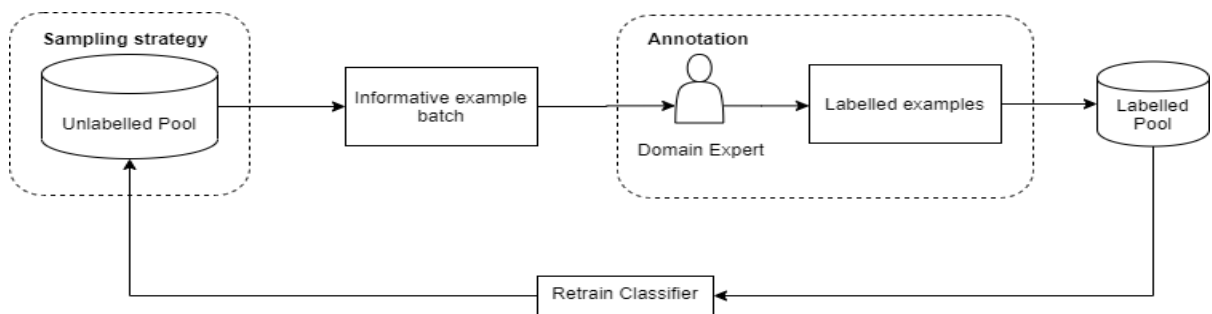 Sampling strategy
Unlabelled Pool
Informative example
batch
Annotation
Domain Expert
Labelled examples
Labelled
Pool
Retrain Classifier